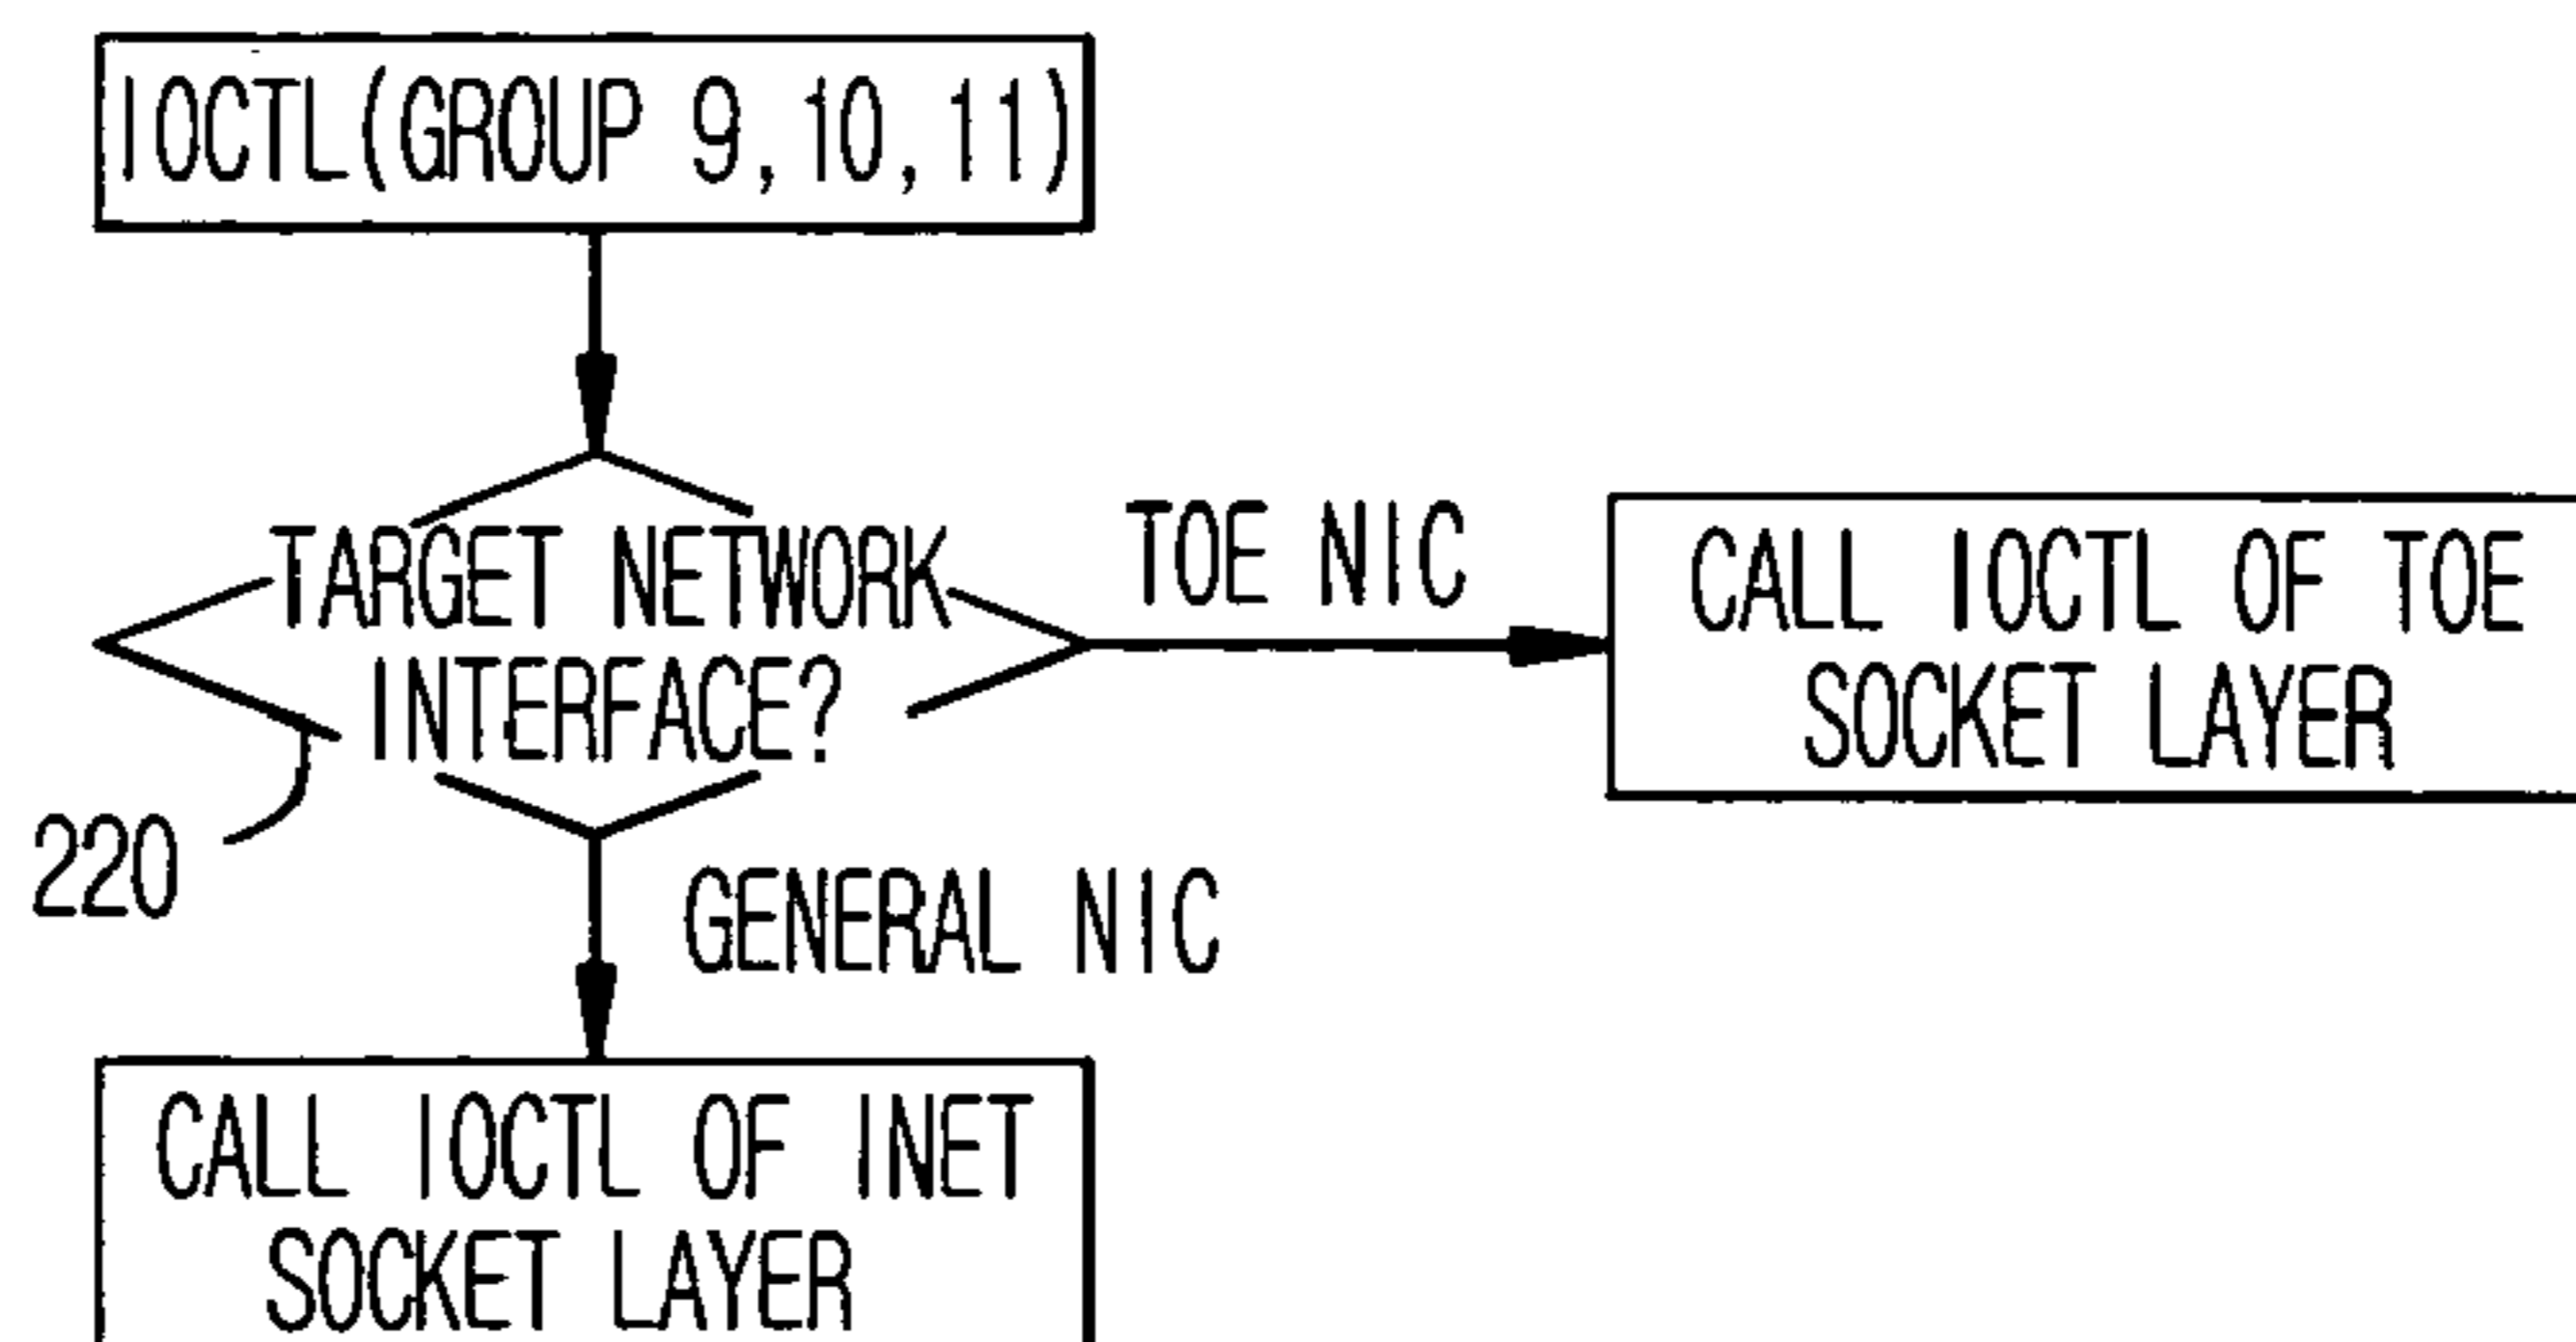 IOCTL(GROUP 9,10,11)
TARGET NETWORK
INTERFACE?
TOE NIC
CALL IOCTL OF TOE
SOCKET LAYER
220
GENERAL NIC
CALL IOCTL OF INET
SOCKET LAYER